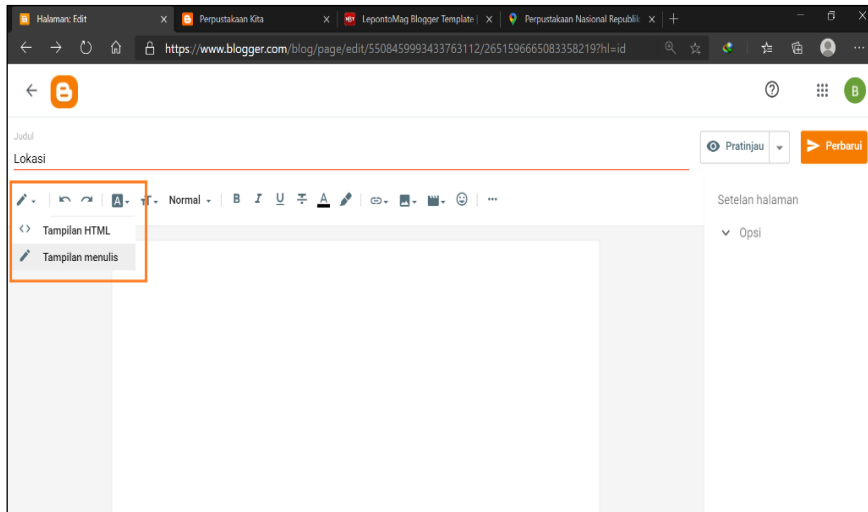 Halaman: Edit
Perpustakaan Kita
LepontoMag Blogger Template |
Perpustakaan Nasional Republik
https://www.blogger.com/blog/page/edit/5508459993433763112/2651596665083358219?hl=id
B
Judul
Lokasi
Pratinjau
Perbarui
Normal
B I U A
Setelan halaman
Tampilan HTML
Opsi
Tampilan menulis